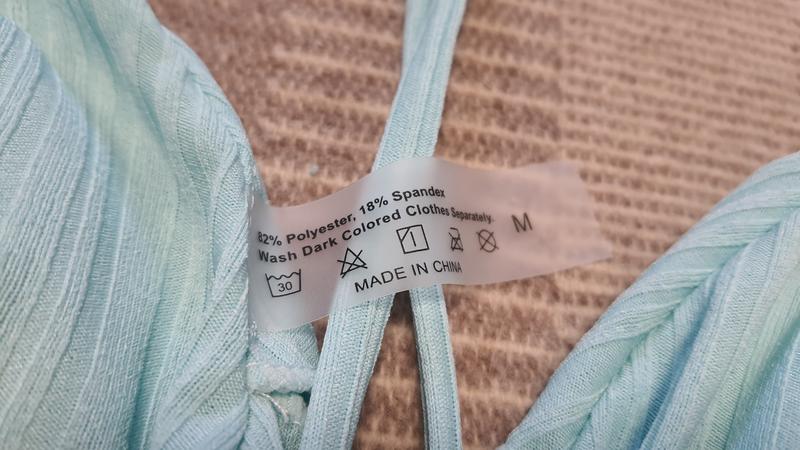 82% Polyester, 18% Spandex
Wash Dark Colored Clothes Separately.
M
30
MADE IN CHINA